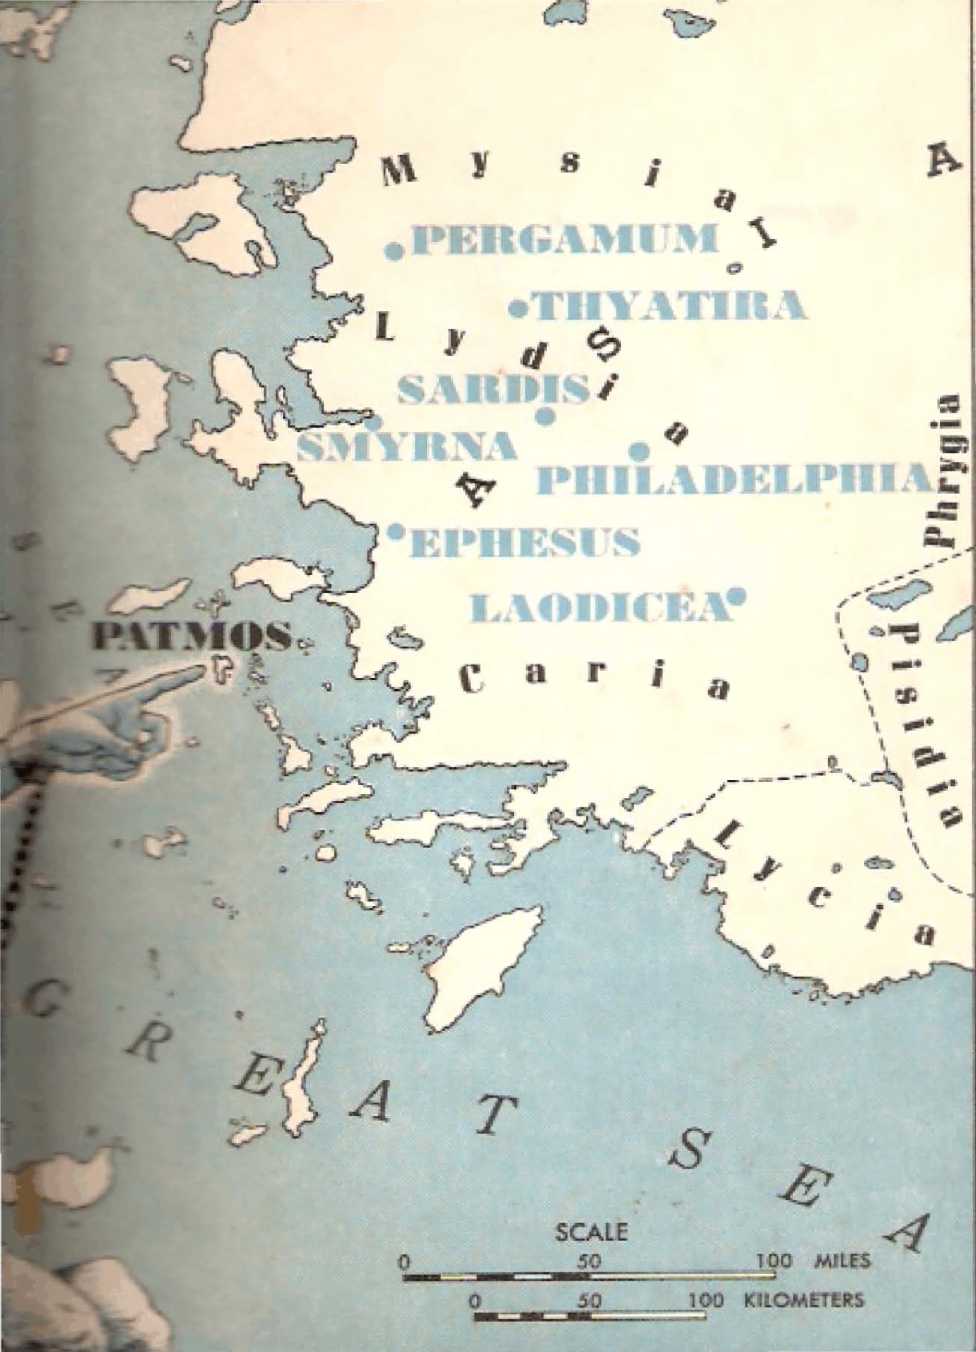 Mysia
ASIA
PERGAMUM
THYATIRA
Lydia
SARDIS
SMYRNA
PHILADELPHIA
Phrygia
EPHESUS
LAODICEA
PATMOS
Pisidia
Caria
Lycia
GREAT SEA
SCALE
0 50 100 MILES
0 50 100 KILOMETERS